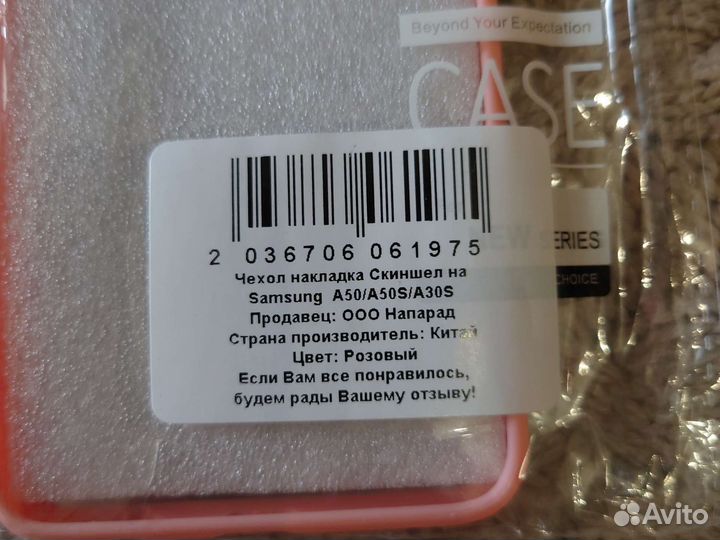 Beyond Your Expectation
CASE
NEW SERIES
CHOICE
2 036706 061975
Чехол накладка Скиншел на
Samsung A50/A50S/A30S
Продавец: ООО Напарад
Страна производитель: Китай
Цвет: Розовый
Если Вам все понравилось,
будем рады Вашему отзыву!
Avito